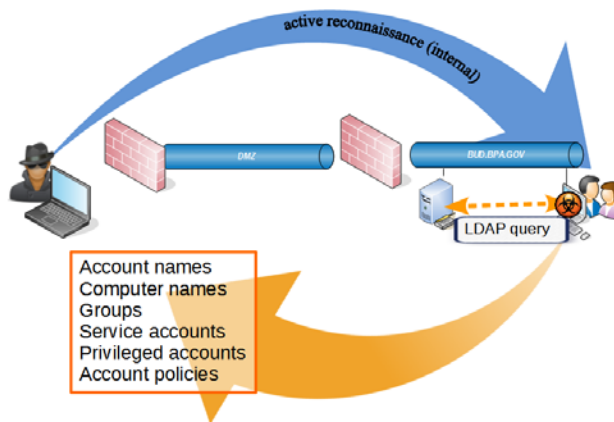 active reconnaissance (internal)
DMZ
BUD.BPA.GOV
LDAP query
Account names
Computer names
Groups
Service accounts
Privileged accounts
Account policies